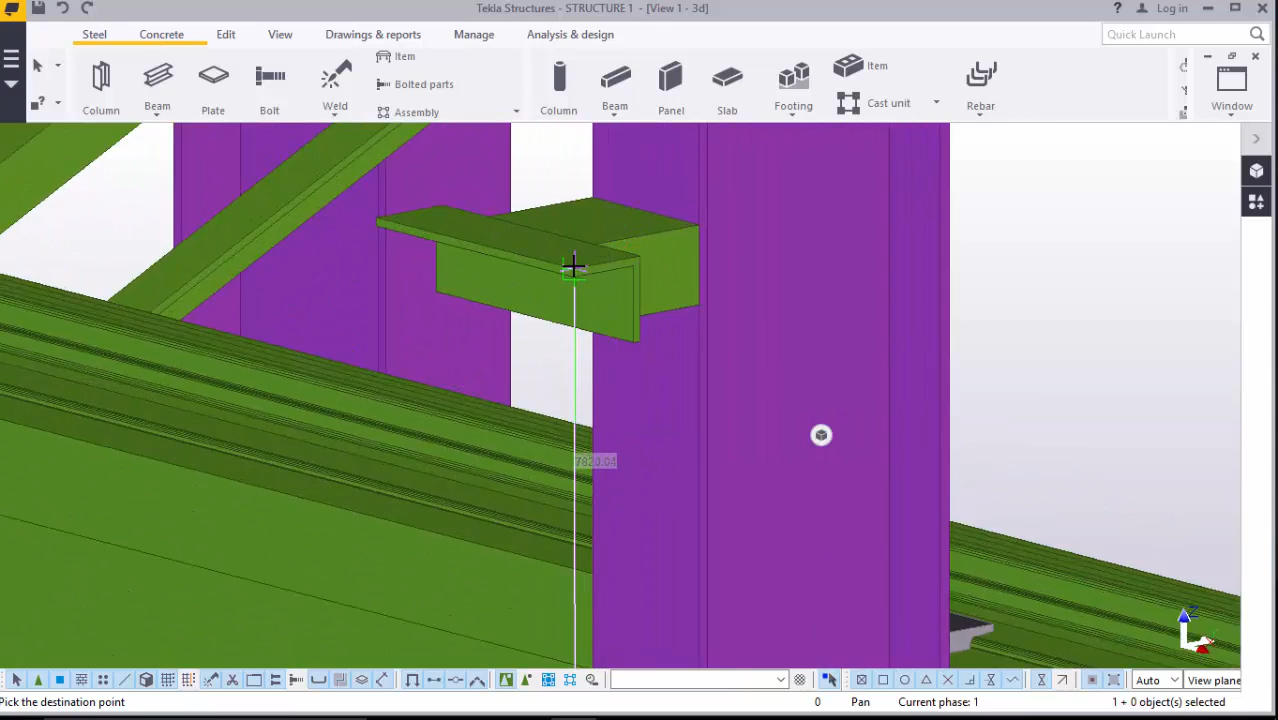 Tekla Structures - STRUCTURE 1 - [View 1 - 3d]
? Log in
Steel Concrete Edit View Drawings & reports Manage Analysis & design Quick Launch
Item
Bolted parts
Assembly
Item
Cast unit
Column Beam Plate Bolt Weld Column Beam Panel Slab Footing Rebar Window
7820.04
Z
Auto View plane
Pick the destination point 0 Pan Current phase: 1 1 + 0 object(s) selected